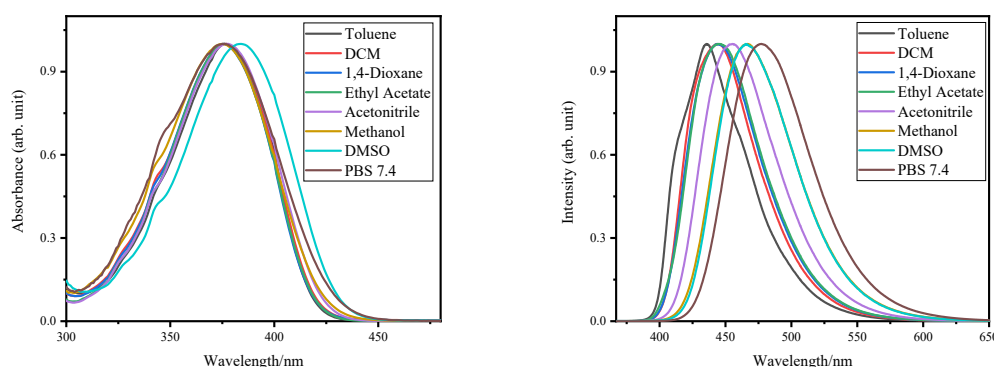 Absorbance (arb. unit)
0.9
0.6
0.3
0.0
300
350
400
450
Wavelength/nm
Toluene
DCM
1,4-Dioxane
Ethyl Acetate
Acetonitrile
Methanol
DMSO
PBS 7.4
Intensity (arb. unit)
0.9
0.6
0.3
0.0
400
450
500
550
600
650
Wavelength/nm
Toluene
DCM
1,4-Dioxane
Ethyl Acetate
Acetonitrile
Methanol
DMSO
PBS 7.4